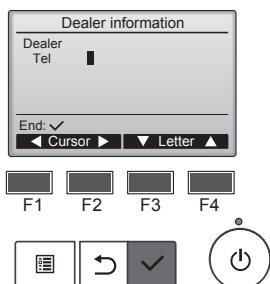 Dealer information
Dealer
Tel
End: ✓
◀ Cursor ▶ ▼ Letter ▲
F1 F2 F3 F4